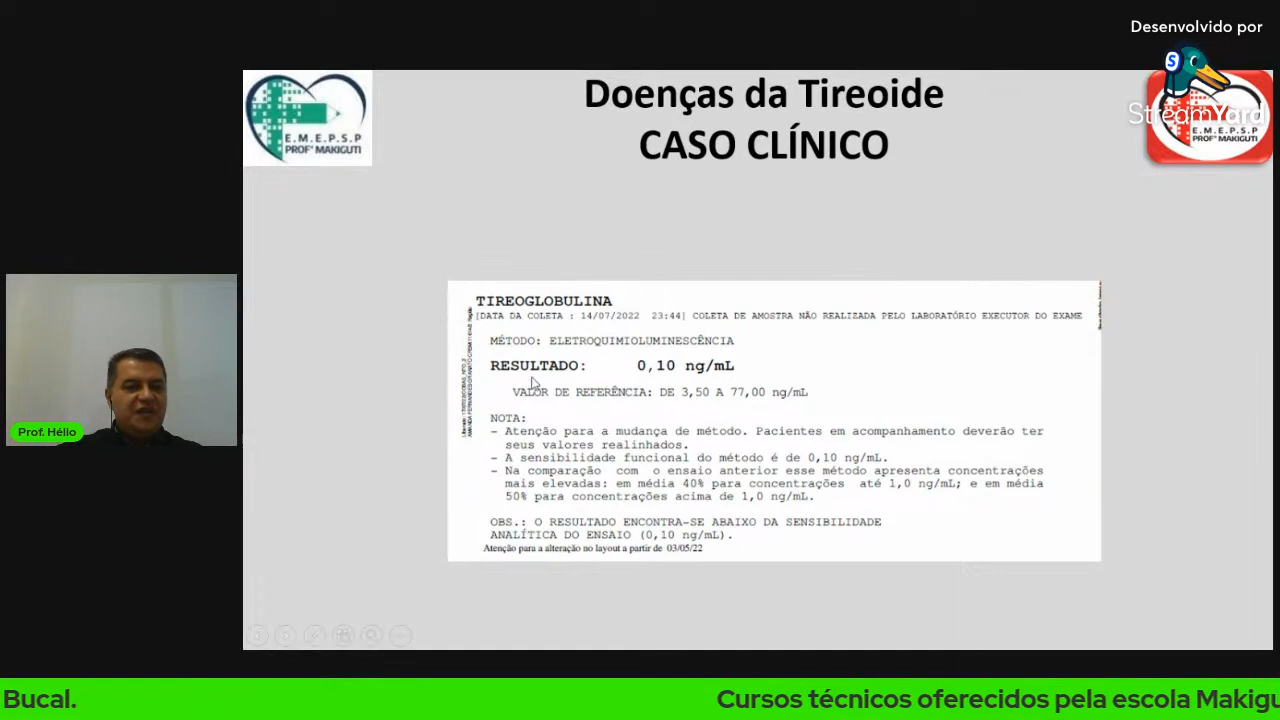 Desenvolvido por
StreamYard
Doenças da Tireoide
CASO CLÍNICO
E.M.E.P.S.P
PROFº MAKIGUTI
E.M.E.P.S.P
PROFº MAKIGUTI
TIREOGLOBULINA
[DATA DA COLETA : 14/07/2022 23:44] COLETA DE AMOSTRA NÃO REALIZADA PELO LABORATÓRIO EXECUTOR DO EXAME
MÉTODO: ELETROQUIMIOLUMINESCÊNCIA
RESULTADO: 0,10 ng/mL
VALOR DE REFERÊNCIA: DE 3,50 A 77,00 ng/mL
NOTA:
- Atenção para a mudança de método. Pacientes em acompanhamento deverão ter
seus valores realinhados.
- A sensibilidade funcional do método é de 0,10 ng/mL.
- Na comparação com o ensaio anterior esse método apresenta concentrações
mais elevadas: em média 40% para concentrações até 1,0 ng/mL; e em média
50% para concentrações acima de 1,0 ng/mL.
OBS.: O RESULTADO ENCONTRA-SE ABAIXO DA SENSIBILIDADE
ANALÍTICA DO ENSAIO (0,10 ng/mL).
Atenção para a alteração no layout a partir de 03/05/22
Prof. Hélio
Bucal.
Cursos técnicos oferecidos pela escola Makigu